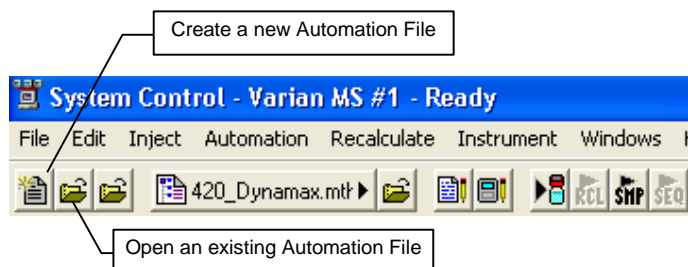 Create a new Automation File
System Control - Varian MS #1 - Ready
File Edit Inject Automation Recalculate Instrument Windows
420_Dynamax.mth
RCL SMP SEQ
Open an existing Automation File